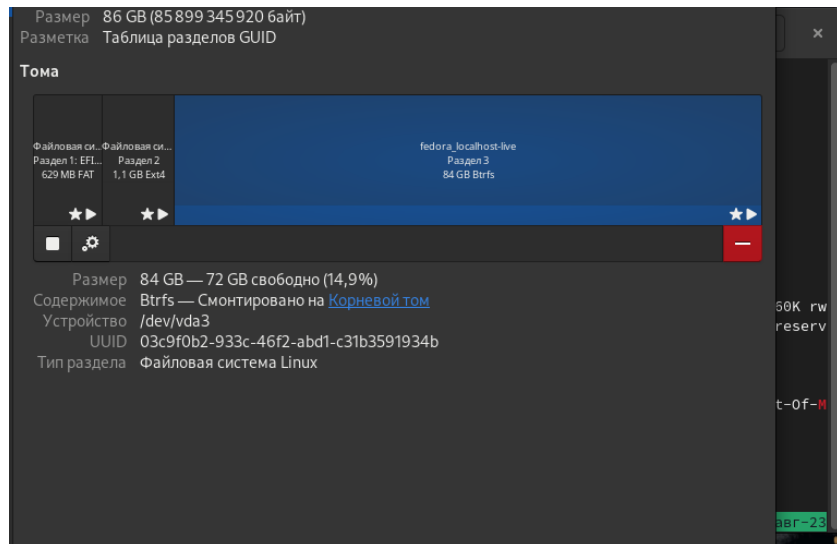 Размер 86 GB (85 899 345 920 байт)
Разметка Таблица разделов GUID
×
Тома
Файловая си...
Раздел 1: EFI...
629 MB FAT
Файловая си...
Раздел 2
1,1 GB Ext4
fedora_localhost-live
Раздел 3
84 GB Btrfs
Размер 84 GB — 72 GB свободно (14,9%)
Содержимое Btrfs — Смонтировано на Корневой том
Устройство /dev/vda3
UUID 03c9f0b2-933c-46f2-abd1-c31b3591934b
Тип раздела Файловая система Linux
60K rw
reserv
t-Of-M
авг-23